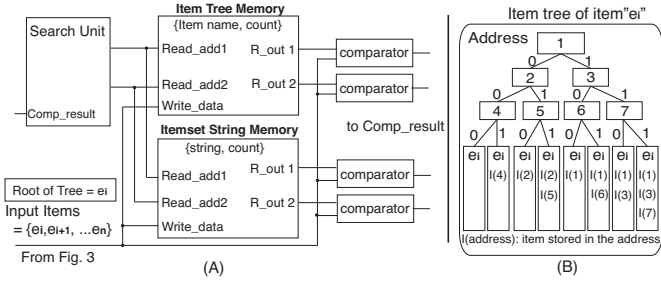 Item Tree Memory
{Item name, count}
Search Unit
Read_add1
R_out 1
Read_add2
R_out 2
Write_data
Comp_result
comparator
comparator
to Comp_result
Itemset String Memory
{string, count}
Read_add1
R_out 1
Read_add2
R_out 2
Write_data
comparator
comparator
Root of Tree = ei
Input Items
= {ei,ei+1, ...en}
From Fig. 3
(A)
Item tree of item"ei"
Address
1
0 1
2 3
0 1 0 1
4 5 6 7
0 1 0 1 0 1 0 1
ei ei ei ei ei ei ei ei
I(4) I(2) I(2) I(1) I(1) I(1) I(1)
I(5) I(6) I(3) I(3)
I(7)
I(address): item stored in the address
(B)